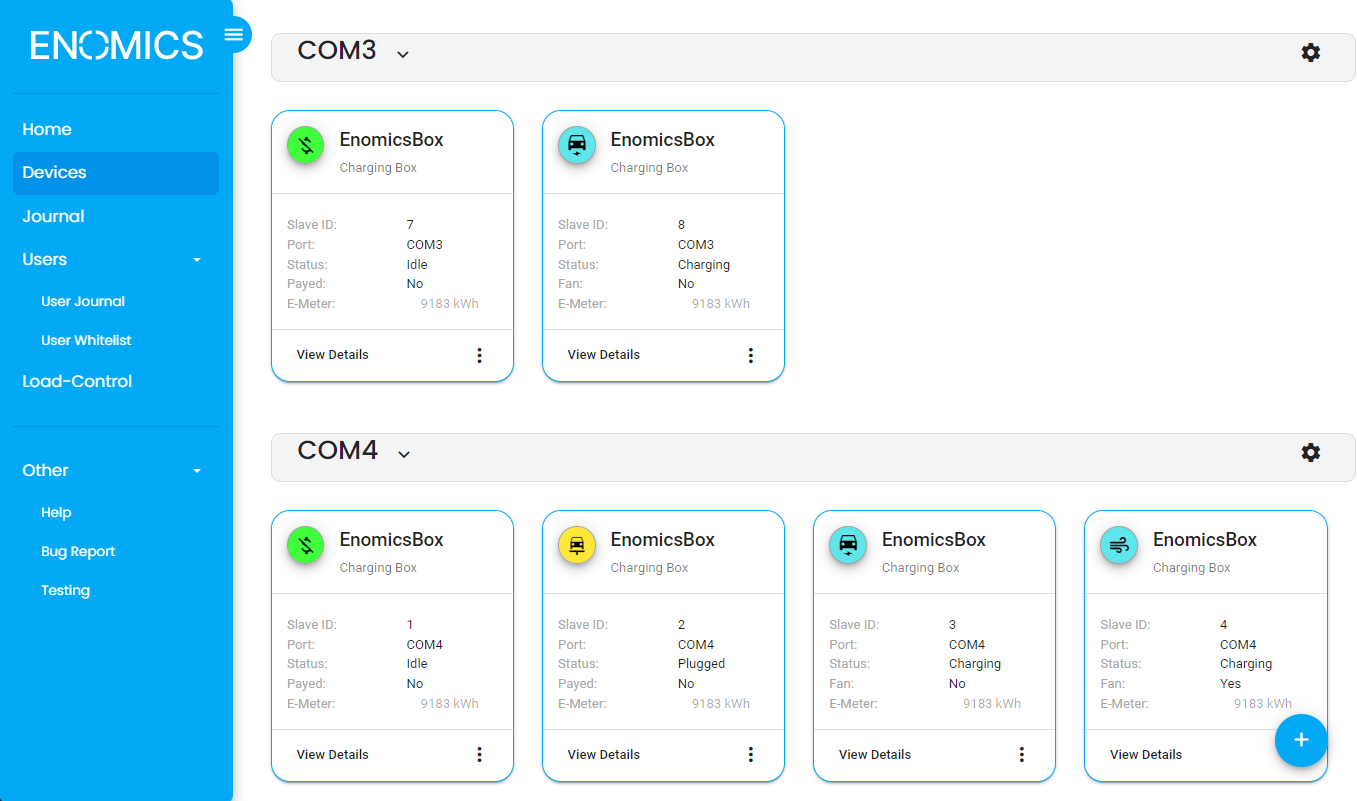 ENOMICS
Home
Devices
Journal
Users
User Journal
User Whitelist
Load-Control
Other
Help
Bug Report
Testing
COM3
EnomicsBox
Charging Box
Slave ID: 7
Port: COM3
Status: Idle
Payed: No
E-Meter: 9183 kWh
View Details
EnomicsBox
Charging Box
Slave ID: 8
Port: COM3
Status: Charging
Fan: No
E-Meter: 9183 kWh
View Details
COM4
EnomicsBox
Charging Box
Slave ID: 1
Port: COM4
Status: Idle
Payed: No
E-Meter: 9183 kWh
View Details
EnomicsBox
Charging Box
Slave ID: 2
Port: COM4
Status: Plugged
Payed: No
E-Meter: 9183 kWh
View Details
EnomicsBox
Charging Box
Slave ID: 3
Port: COM4
Status: Charging
Fan: No
E-Meter: 9183 kWh
View Details
EnomicsBox
Charging Box
Slave ID: 4
Port: COM4
Status: Charging
Fan: Yes
E-Meter: 9183 kWh
View Details